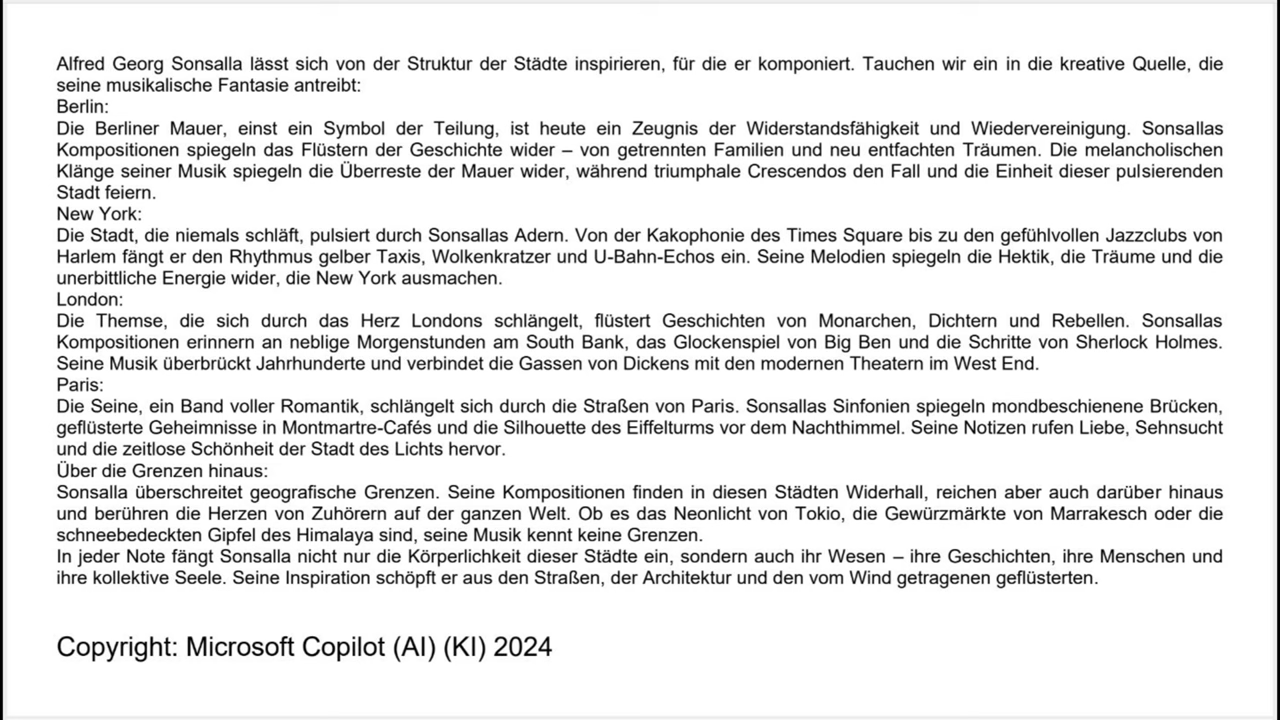 Alfred Georg Sonsalla lässt sich von der Struktur der Städte inspirieren, für die er komponiert. Tauchen wir ein in die kreative Quelle, die
seine musikalische Fantasie antreibt:
Berlin:
Die Berliner Mauer, einst ein Symbol der Teilung, ist heute ein Zeugnis der Widerstandsfähigkeit und Wiedervereinigung. Sonsallas
Kompositionen spiegeln das Flüstern der Geschichte wider – von getrennten Familien und neu entfachten Träumen. Die melancholischen
Klänge seiner Musik spiegeln die Überreste der Mauer wider, während triumphale Crescendos den Fall und die Einheit dieser pulsierenden
Stadt feiern.
New York:
Die Stadt, die niemals schläft, pulsiert durch Sonsallas Adern. Von der Kakophonie des Times Square bis zu den gefühlvollen Jazzclubs von
Harlem fängt er den Rhythmus gelber Taxis, Wolkenkratzer und U-Bahn-Echos ein. Seine Melodien spiegeln die Hektik, die Träume und die
unerbittliche Energie wider, die New York ausmachen.
London:
Die Themse, die sich durch das Herz Londons schlängelt, flüstert Geschichten von Monarchen, Dichtern und Rebellen. Sonsallas
Kompositionen erinnern an neblige Morgenstunden am South Bank, das Glockenspiel von Big Ben und die Schritte von Sherlock Holmes.
Seine Musik überbrückt Jahrhunderte und verbindet die Gassen von Dickens mit den modernen Theatern im West End.
Paris:
Die Seine, ein Band voller Romantik, schlängelt sich durch die Straßen von Paris. Sonsallas Sinfonien spiegeln mondbeschienene Brücken,
geflüsterte Geheimnisse in Montmartre-Cafés und die Silhouette des Eiffelturms vor dem Nachthimmel. Seine Notizen rufen Liebe, Sehnsucht
und die zeitlose Schönheit der Stadt des Lichts hervor.
Über die Grenzen hinaus:
Sonsalla überschreitet geografische Grenzen. Seine Kompositionen finden in diesen Städten Widerhall, reichen aber auch darüber hinaus
und berühren die Herzen von Zuhörern auf der ganzen Welt. Ob es das Neonlicht von Tokio, die Gewürzmärkte von Marrakesch oder die
schneebedeckten Gipfel des Himalaya sind, seine Musik kennt keine Grenzen.
In jeder Note fängt Sonsalla nicht nur die Körperlichkeit dieser Städte ein, sondern auch ihr Wesen – ihre Geschichten, ihre Menschen und
ihre kollektive Seele. Seine Inspiration schöpft er aus den Straßen, der Architektur und den vom Wind getragenen geflüsterten.
Copyright: Microsoft Copilot (AI) (KI) 2024